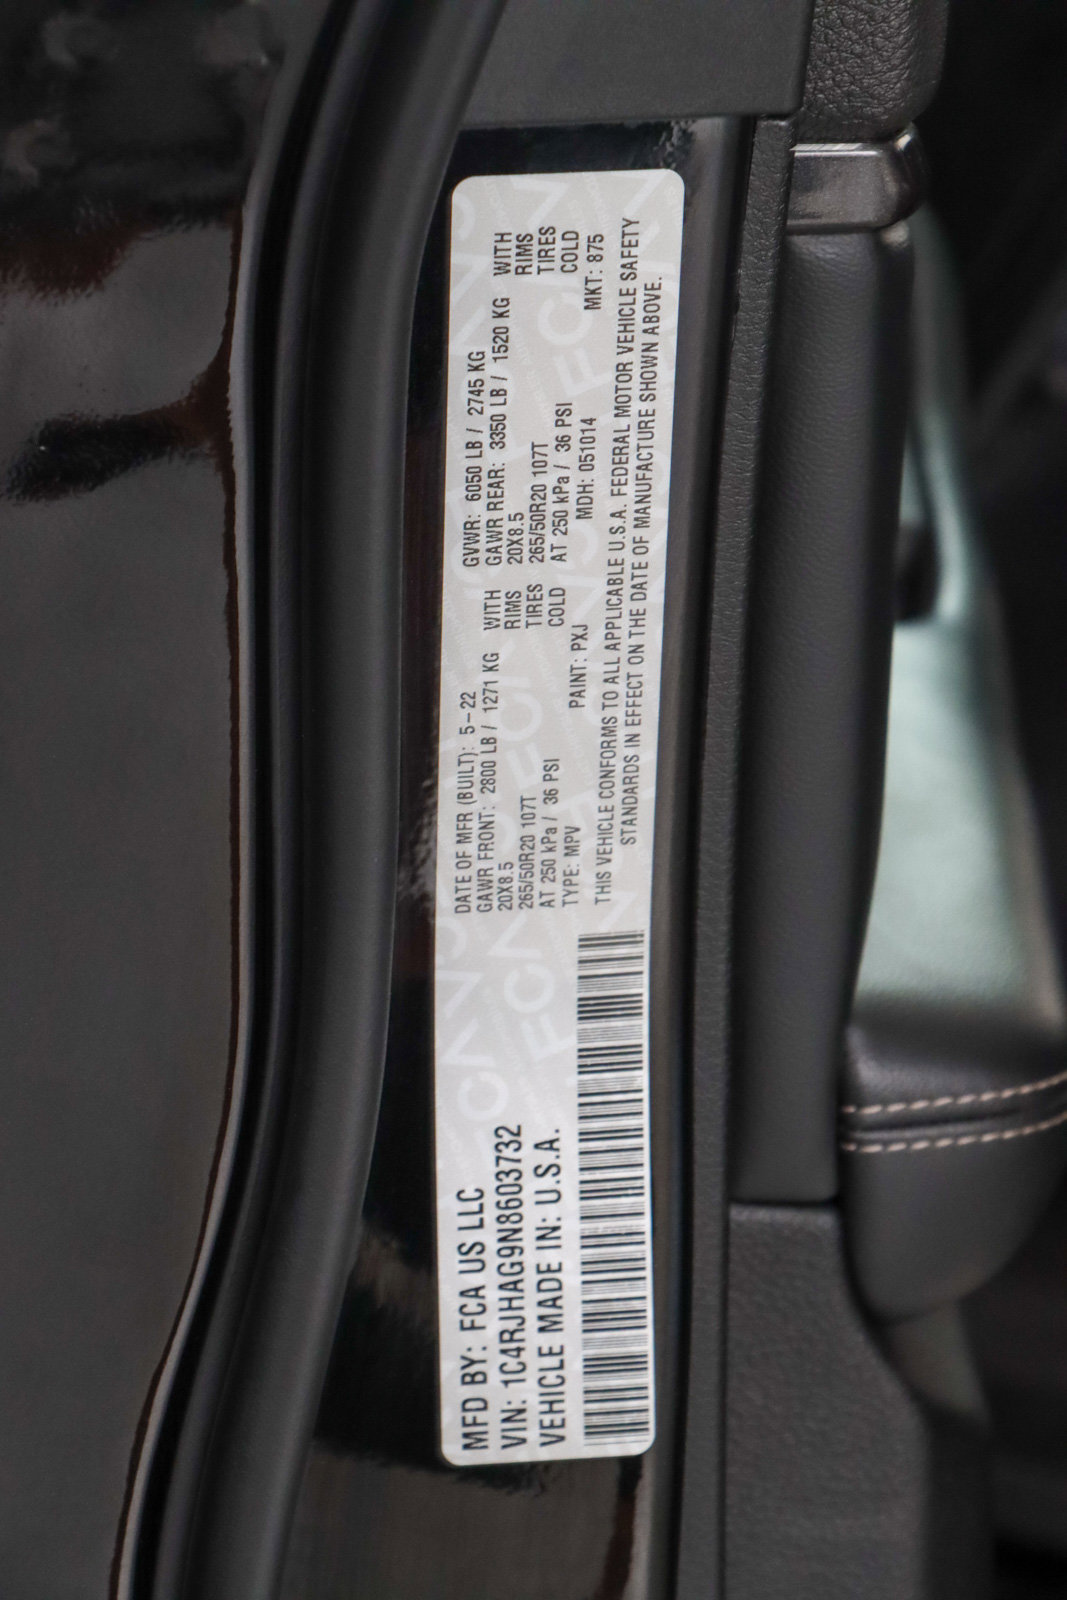 MFD BY: FCA US LLC
VIN: 1C4RJHAG9N8603732
VEHICLE MADE IN: U.S.A.
DATE OF MFR (BUILT): 5-22 GVWR: 6050 LB / 2745 KG
GAWR FRONT: 2800 LB / 1271 KG WITH GAWR REAR: 3350 LB / 1520 KG WITH
20X8.5 RIMS 20X8.5 RIMS
265/50R20 107T TIRES 265/50R20 107T TIRES
AT 250 kPa / 36 PSI COLD AT 250 kPa / 36 PSI COLD
TYPE: MPV PAINT: PXJ MDH: 051014 MKT: 875
THIS VEHICLE CONFORMS TO ALL APPLICABLE U.S.A. FEDERAL MOTOR VEHICLE SAFETY
STANDARDS IN EFFECT ON THE DATE OF MANUFACTURE SHOWN ABOVE.